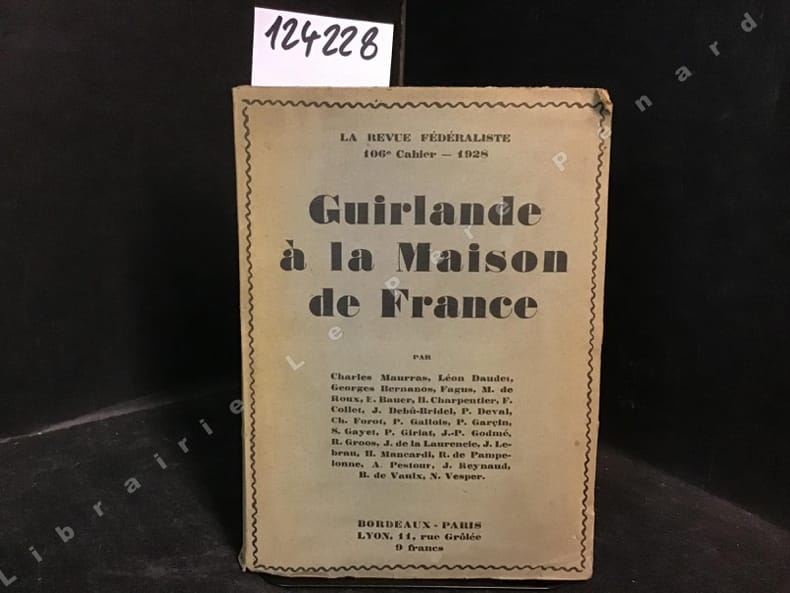 124228
LA REVUE FÉDÉRALISTE
106e Cahier — 1928
Guirlande
à la Maison
de France
PAR
Charles Maurras, Léon Daudet,
Georges Bernanos, Fagus, M. de
Roux, E. Bauer, H. Charpentier, F.
Collet, J. Debû-Bridel, P. Deval,
Ch. Forot, P. Gallois, P. Garçin,
S. Gayet, P. Giriat, J.-P. Godmé,
R. Groos, J. de la Laurencie, J. Le-
brau, H. Mancardi, R. de Pampe-
lonne, A. Pestour, J. Reynaud,
B. de Vaulx, N. Vesper.
BORDEAUX - PARIS
LYON, 11, rue Grôlée
9 francs
Librairie Le Père Pénard